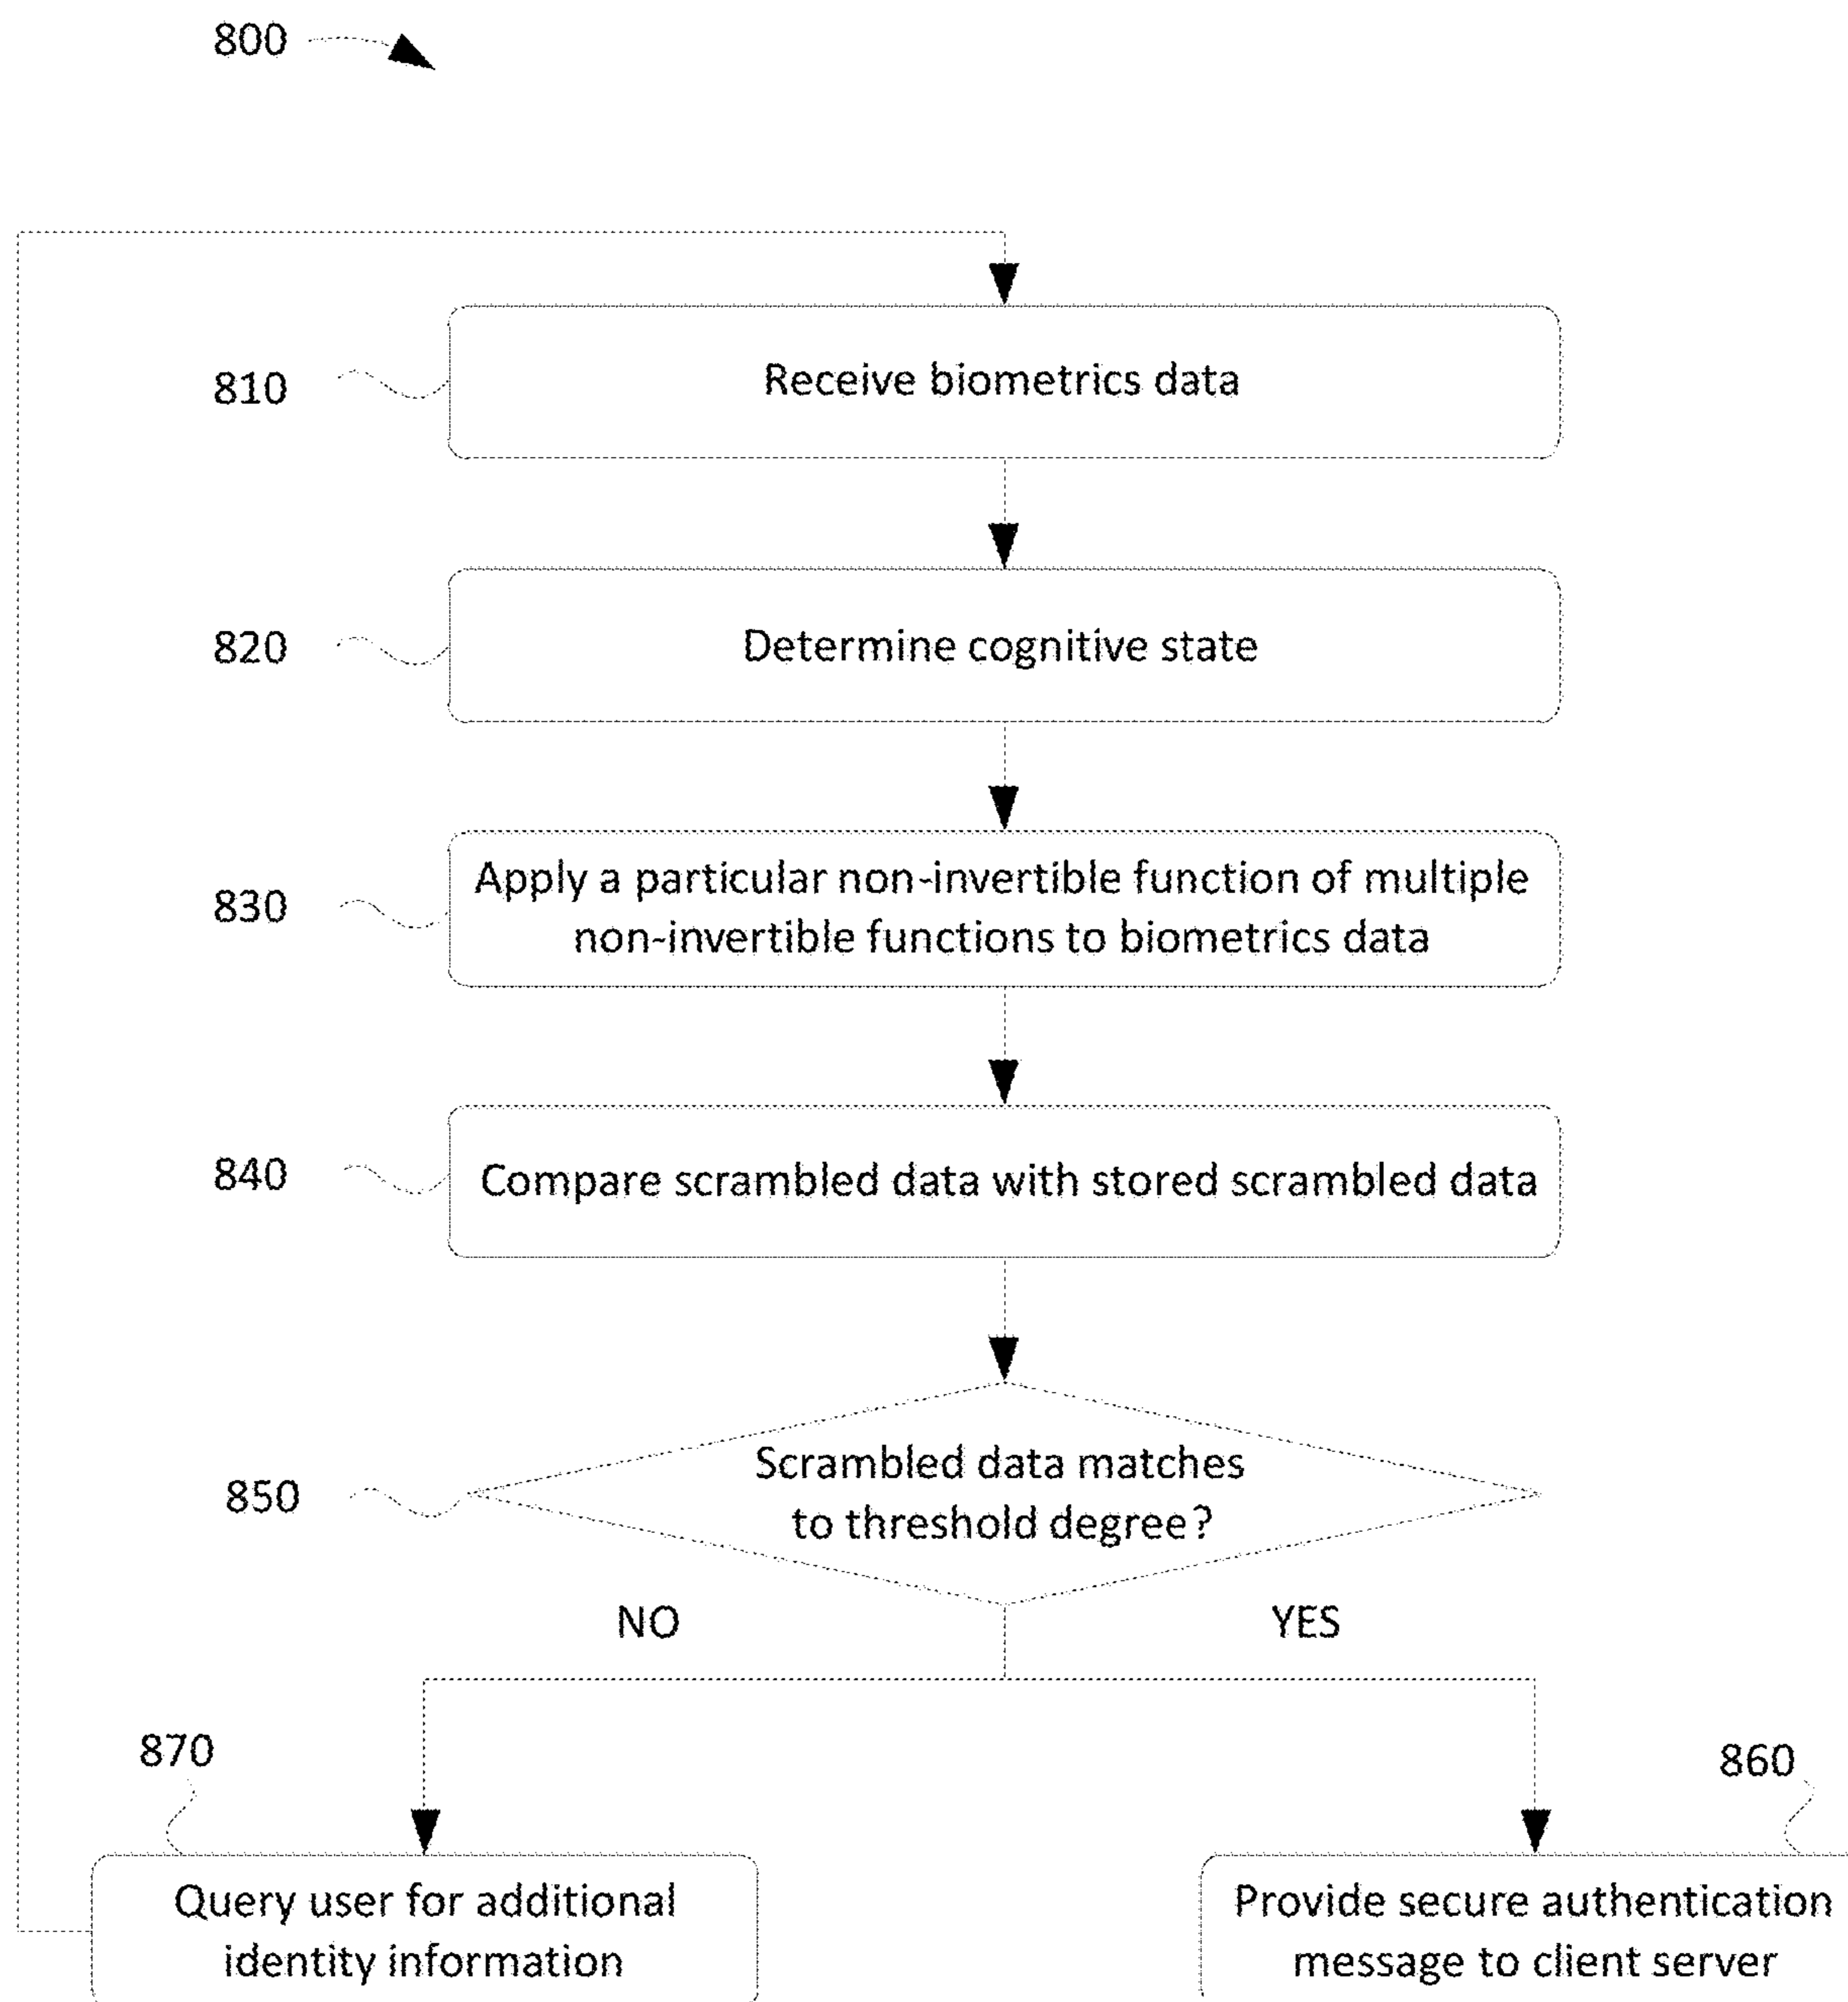 800
810
Receive biometrics data
820
Determine cognitive state
830
Apply a particular non-invertible function of multiple
non-invertible functions to biometrics data
840
Compare scrambled data with stored scrambled data
850
Scrambled data matches
to threshold degree?
NO
YES
870
860
Query user for additional
identity information
Provide secure authentication
message to client server